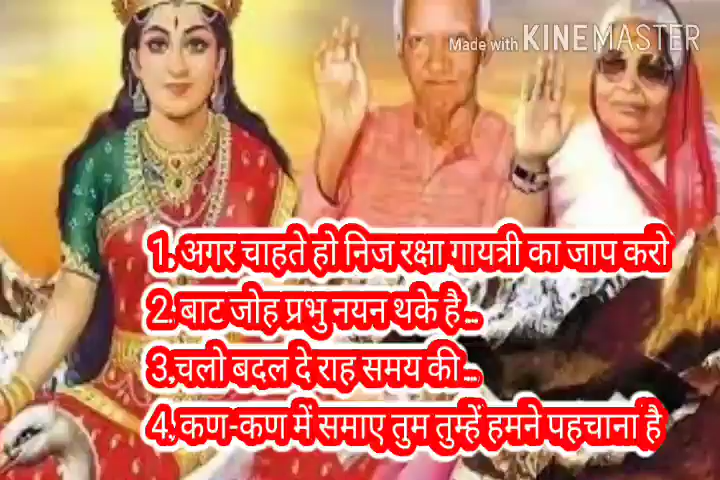 Made with KINEMASTER
1. अगर चाहते हो निज रक्षा गायत्री का जाप करो
2. बाट जोह प्रभु नयन थके है...
3.चलो बदल दे राह समय की...
4. कण-कण में समाए तुम तुम्हें हमने पहचाना है